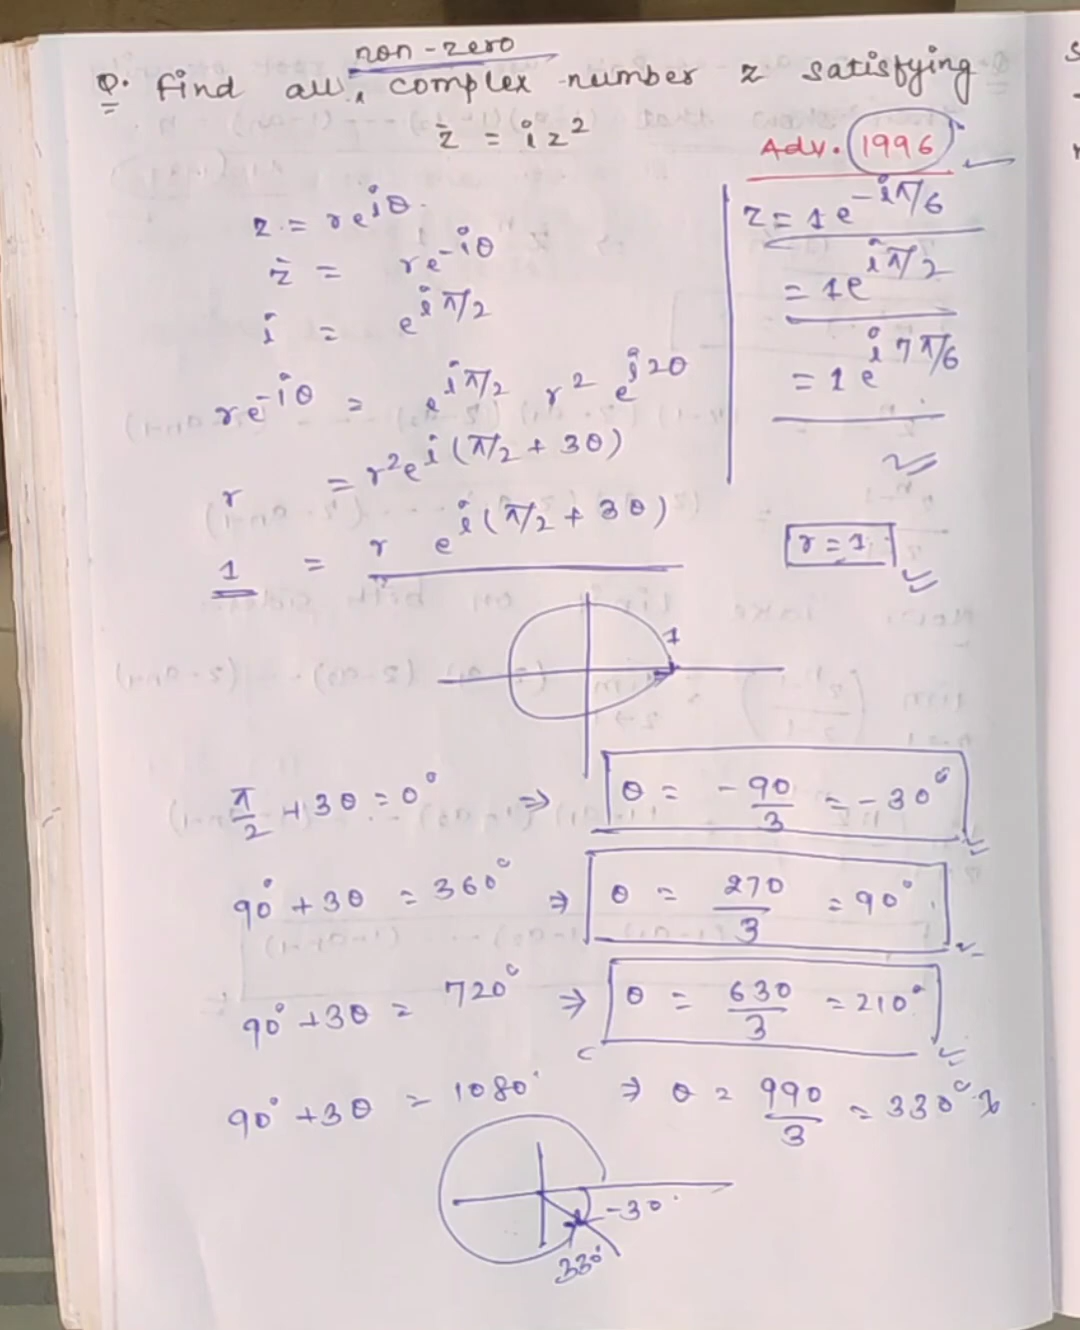 non-zero
Q. Find all complex number z satisfying
z̄ = i z²
Adv. 1996
z = re^{iθ}
z̄ = re^{-iθ}
i = e^{iπ/2}
re^{-iθ} = e^{iπ/2} r² e^{i2θ}
r = r²e^{i(π/2 + 3θ)}
1 = r e^{i(π/2 + 3θ)}
z = 1e^{-iπ/6}
= 1e^{iπ/2}
= 1e^{i7π/6}
r = 1
1
π/2 + 3θ = 0° ⇒ θ = -90/3 = -30°
90° + 3θ = 360° ⇒ θ = 270/3 = 90°
90° + 3θ = 720° ⇒ θ = 630/3 = 210°
90° + 3θ = 1080° ⇒ θ = 990/3 = 330°
-30°
330°